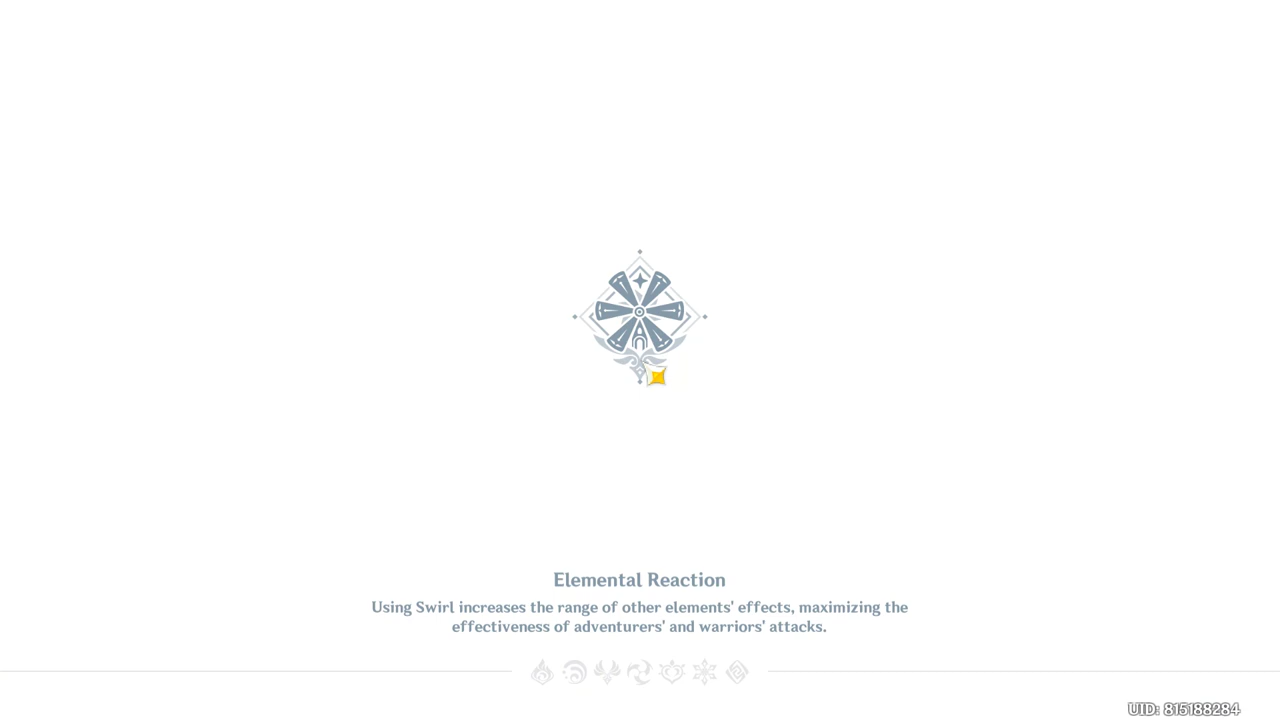 Elemental Reaction
Using Swirl increases the range of other elements' effects, maximizing the
effectiveness of adventurers' and warriors' attacks.
UID: 815188284